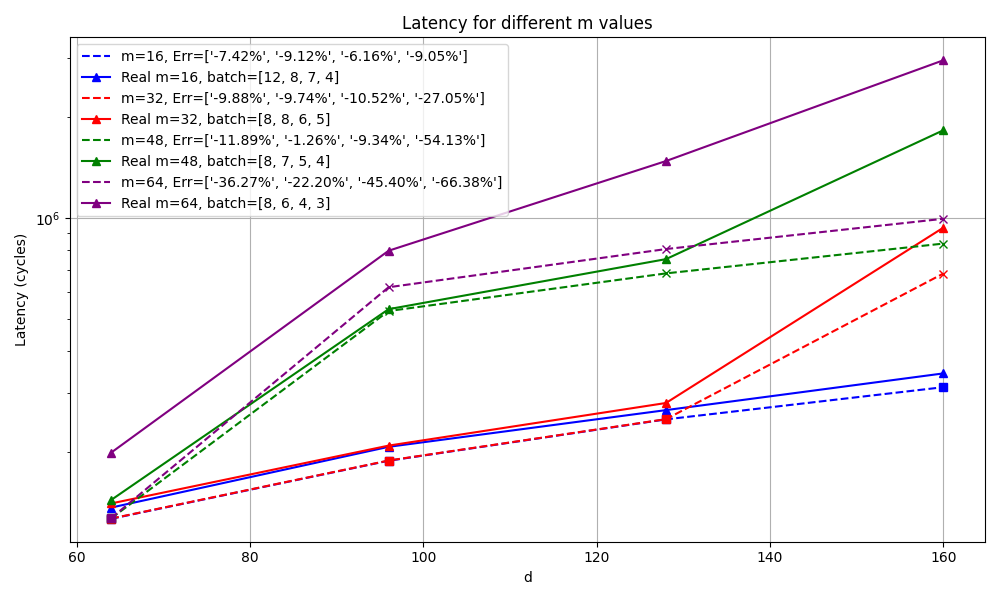 Latency for different m values
m=16, Err=['-7.42%', '-9.12%', '-6.16%', '-9.05%']
Real m=16, batch=[12, 8, 7, 4]
m=32, Err=['-9.88%', '-9.74%', '-10.52%', '-27.05%']
Real m=32, batch=[8, 8, 6, 5]
m=48, Err=['-11.89%', '-1.26%', '-9.34%', '-54.13%']
Real m=48, batch=[8, 7, 5, 4]
m=64, Err=['-36.27%', '-22.20%', '-45.40%', '-66.38%']
Real m=64, batch=[8, 6, 4, 3]
10⁶
Latency (cycles)
60 80 100 120 140 160
d